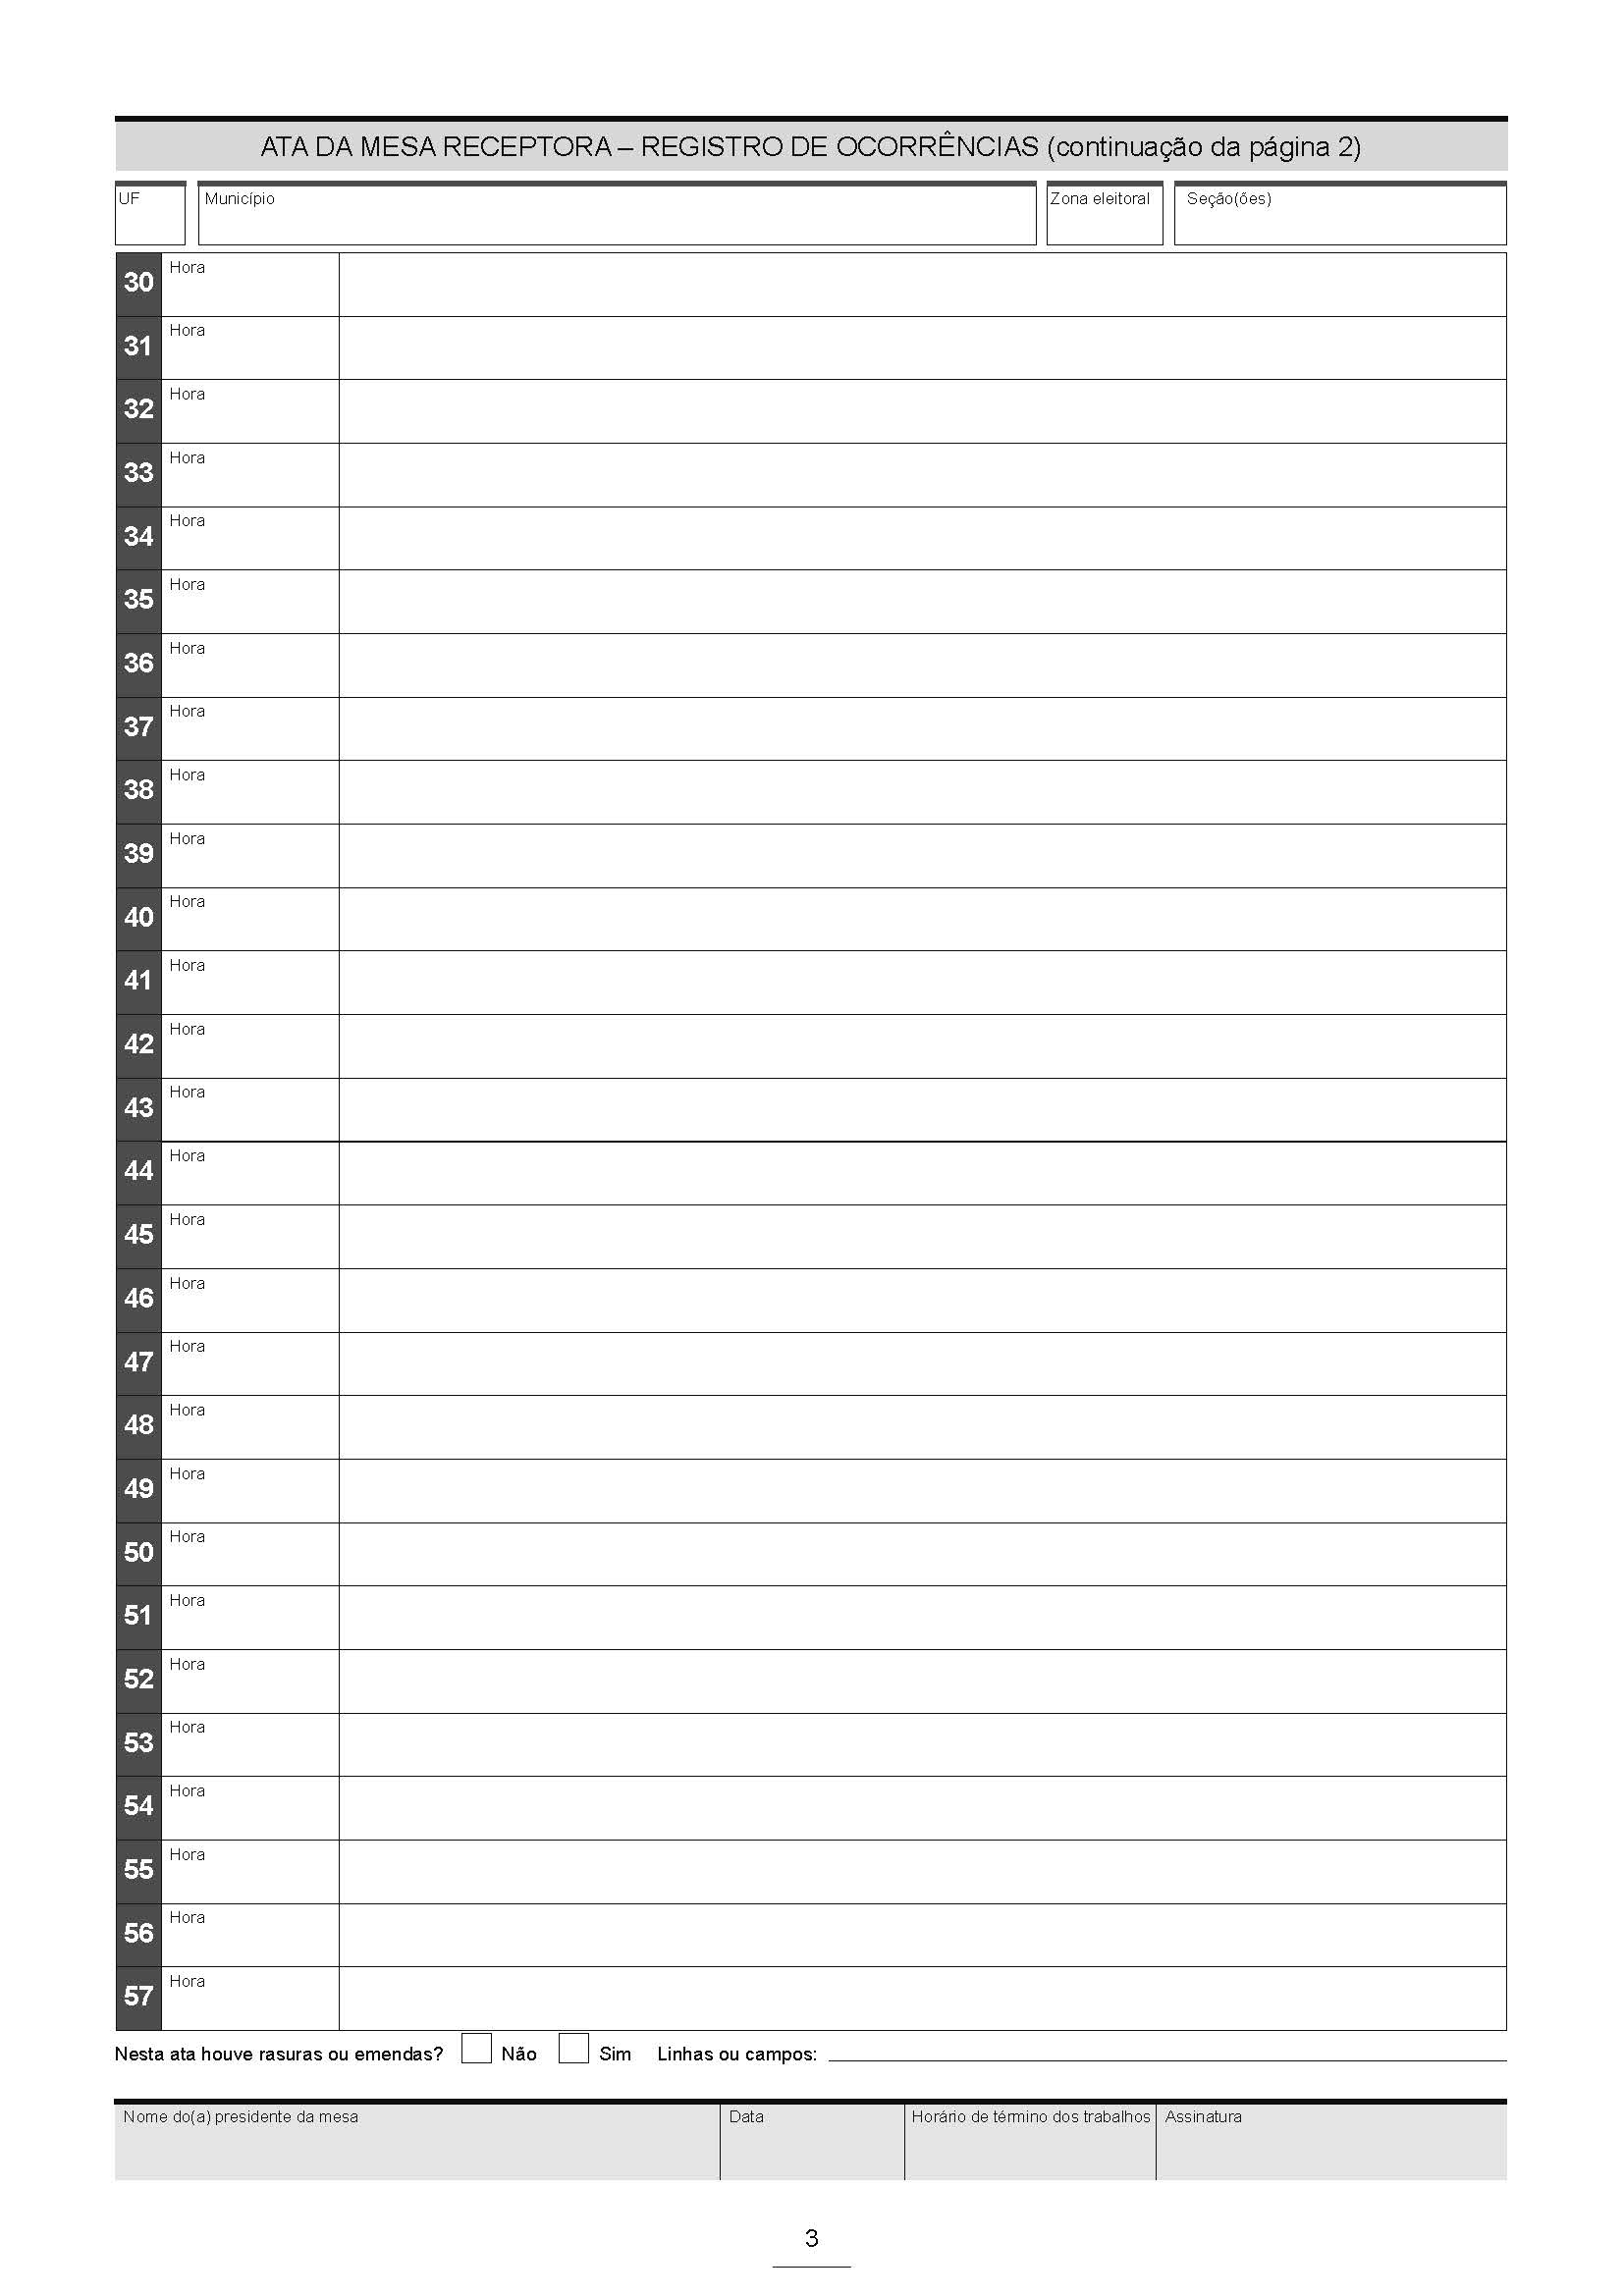 ATA DA MESA RECEPTORA – REGISTRO DE OCORRÊNCIAS (continuação da página 2)
UF Município Zona eleitoral Seção(ões)
30 Hora
31 Hora
32 Hora
33 Hora
34 Hora
35 Hora
36 Hora
37 Hora
38 Hora
39 Hora
40 Hora
41 Hora
42 Hora
43 Hora
44 Hora
45 Hora
46 Hora
47 Hora
48 Hora
49 Hora
50 Hora
51 Hora
52 Hora
53 Hora
54 Hora
55 Hora
56 Hora
57 Hora
Nesta ata houve rasuras ou emendas? Não Sim Linhas ou campos:
Nome do(a) presidente da mesa Data Horário de término dos trabalhos Assinatura
3